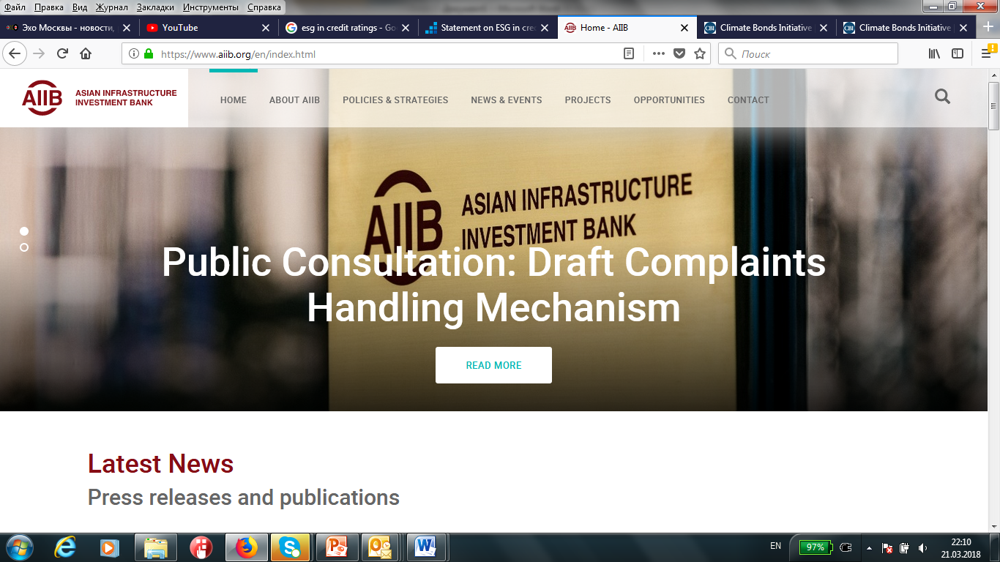 Файл Правка Вид Журнал Закладки Инструменты Справка
Эхо Москвы - новости, YouTube esg in credit ratings - Go Statement on ESG in cre Home - AIIB Climate Bonds Initiative Climate Bonds Initiative
https://www.aiib.org/en/index.html Поиск
AIIB ASIAN INFRASTRUCTURE
INVESTMENT BANK
HOME ABOUT AIIB POLICIES & STRATEGIES NEWS & EVENTS PROJECTS OPPORTUNITIES CONTACT
AIIB ASIAN INFRASTRUCTURE
INVESTMENT BANK
Public Consultation: Draft Complaints
Handling Mechanism
READ MORE
Latest News
Press releases and publications
EN 97% 22:10
21.03.2018